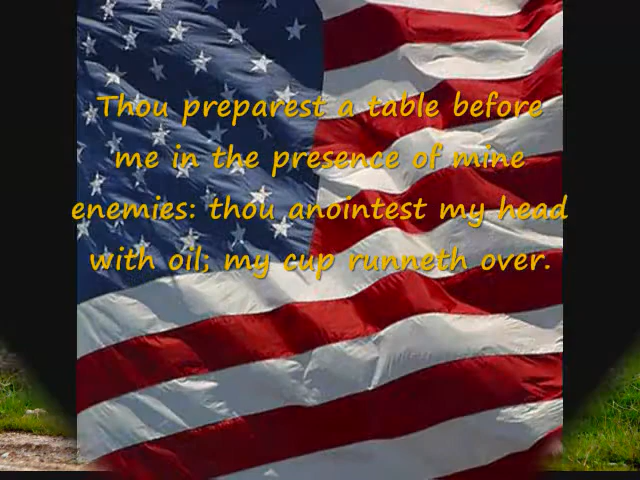 Thou preparest a table before
me in the presence of mine
enemies: thou anointest my head
with oil; my cup runneth over.